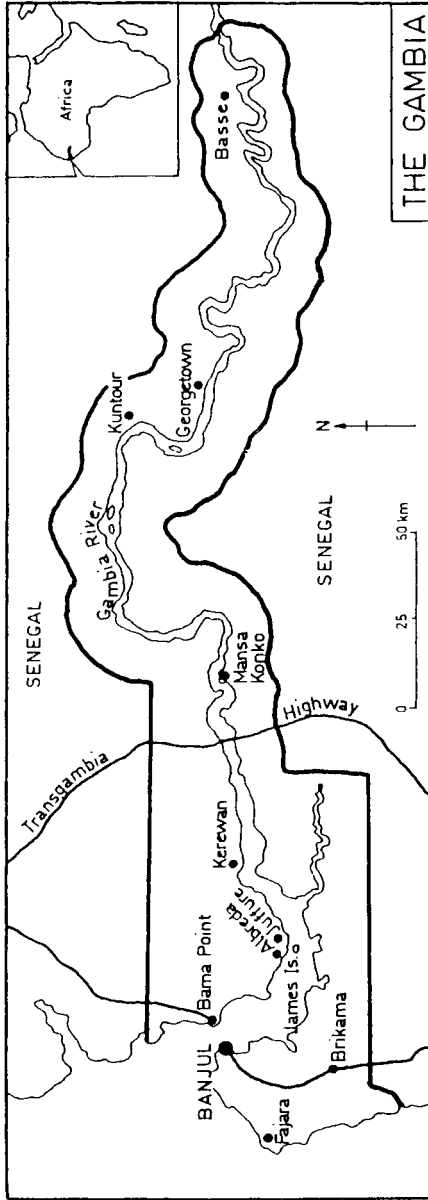 Africa
THE GAMBIA
SENEGAL
Transgambia
Highway
Gambia River
Kuntour
Georgetown
Basse
Mansa
Konko
Kerewan
Juffure
Albreda
James Is.
Bama Point
BANJUL
Brikama
Fajara
SENEGAL
N
0 25 50 km